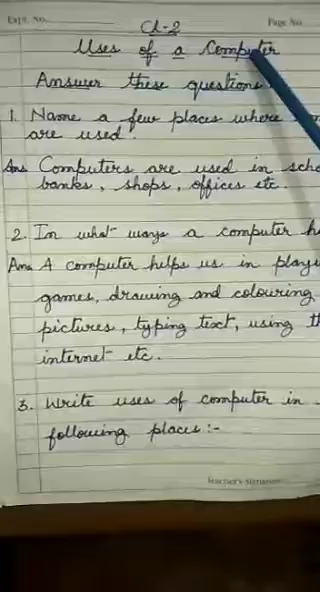 Expt. No.
Page No.
Ch-2
Uses of a Computer
Answer these questions
1. Name a few places where
are used.
Ans Computers are used in
banks, shops, offices etc.
2. In what ways a computer
Ans A computer helps us in
games, drawing and colouring
pictures, typing text, using
internet etc.
3. Write uses of computer in
following places:-
Teacher's Signature